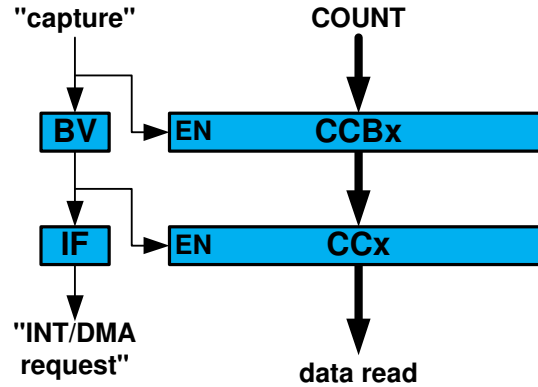 "capture"
COUNT
BV
EN
CCBx
IF
EN
CCx
"INT/DMA
request"
data read